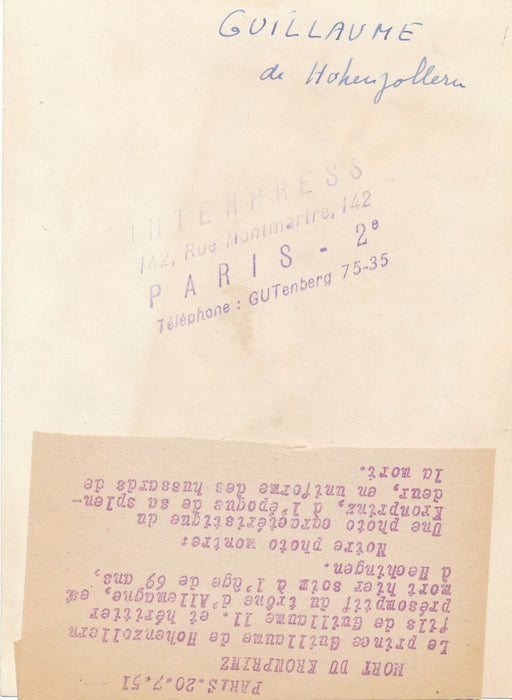 GUILLAUME
de Hohenzollern
INTERPRESS
142, Rue Montmartre, 142
PARIS - 2e
Téléphone : GUTenberg 75-35
PARIS.20.7.51
MORT DU KRONPRINZ
Le prince Guillaume de Hohenzollern
fils de Guillaume II. et héritier
présomptif du trône d'Allemagne, est
mort hier soir à l'âge de 69 ans,
à Hechingen.
Notre photo montre:
Une photo caractéristique du
Kronprinz, à l'époque de sa splen-
deur, en uniforme des hussards de
la mort.